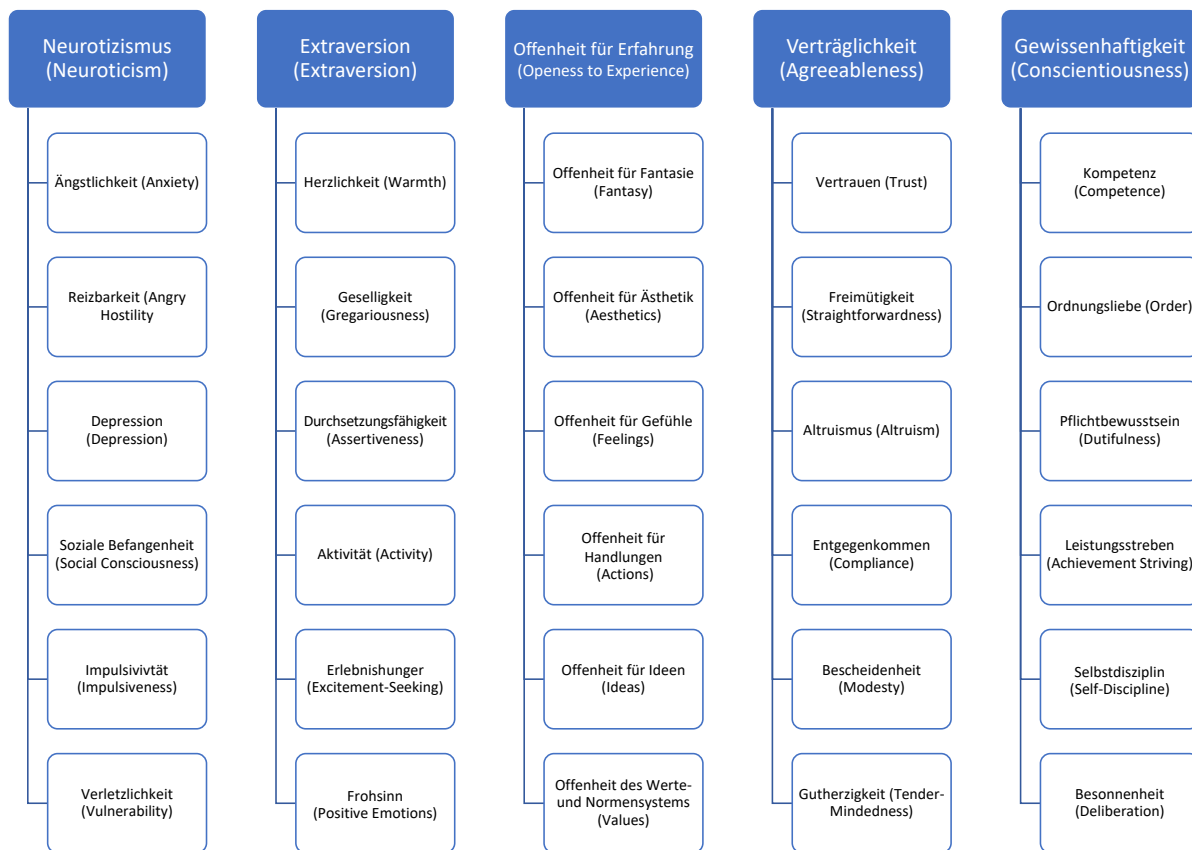 Neurotizismus
(Neuroticism)
Ängstlichkeit (Anxiety)
Reizbarkeit (Angry
Hostility
Depression
(Depression)
Soziale Befangenheit
(Social Consciousness)
Impulsivivtät
(Impulsiveness)
Verletzlichkeit
(Vulnerability)
Extraversion
(Extraversion)
Herzlichkeit (Warmth)
Geselligkeit
(Gregariousness)
Durchsetzungsfähigkeit
(Assertiveness)
Aktivität (Activity)
Erlebnishunger
(Excitement-Seeking)
Frohsinn
(Positive Emotions)
Offenheit für Erfahrung
(Openess to Experience)
Offenheit für Fantasie
(Fantasy)
Offenheit für Ästhetik
(Aesthetics)
Offenheit für Gefühle
(Feelings)
Offenheit für
Handlungen
(Actions)
Offenheit für Ideen
(Ideas)
Offenheit des Werte-
und Normensystems
(Values)
Verträglichkeit
(Agreeableness)
Vertrauen (Trust)
Freimütigkeit
(Straightforwardness)
Altruismus (Altruism)
Entgegenkommen
(Compliance)
Bescheidenheit
(Modesty)
Gutherzigkeit (Tender-
Mindedness)
Gewissenhaftigkeit
(Conscientiousness)
Kompetenz
(Competence)
Ordnungsliebe (Order)
Pflichtbewusstsein
(Dutifulness)
Leistungsstreben
(Achievement Striving)
Selbstdisziplin
(Self-Discipline)
Besonnenheit
(Deliberation)